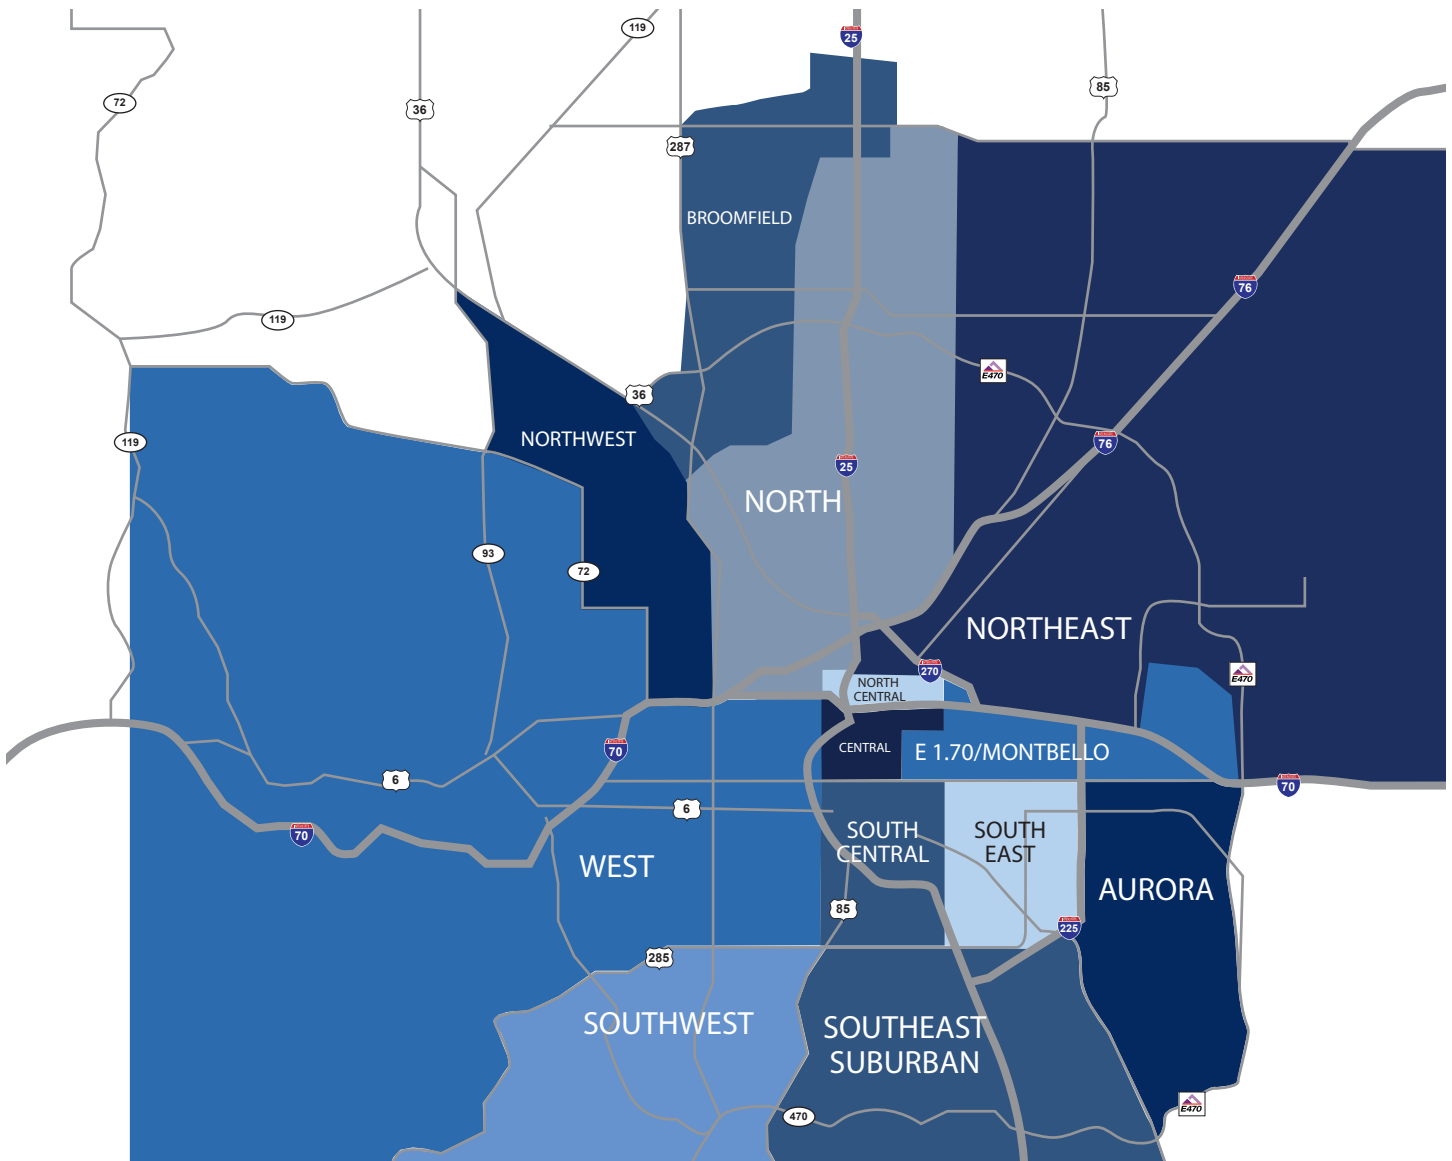 119
25
72
85
36
287
BROOMFIELD
76
119
E470
36
NORTHWEST
119
76
25
NORTH
93
72
NORTHEAST
270
E470
NORTH
CENTRAL
70
CENTRAL
E 1.70/MONTBELLO
6
70
6
70
SOUTH
CENTRAL
SOUTH
EAST
WEST
AURORA
85
225
285
SOUTHWEST
SOUTHEAST
SUBURBAN
E470
470